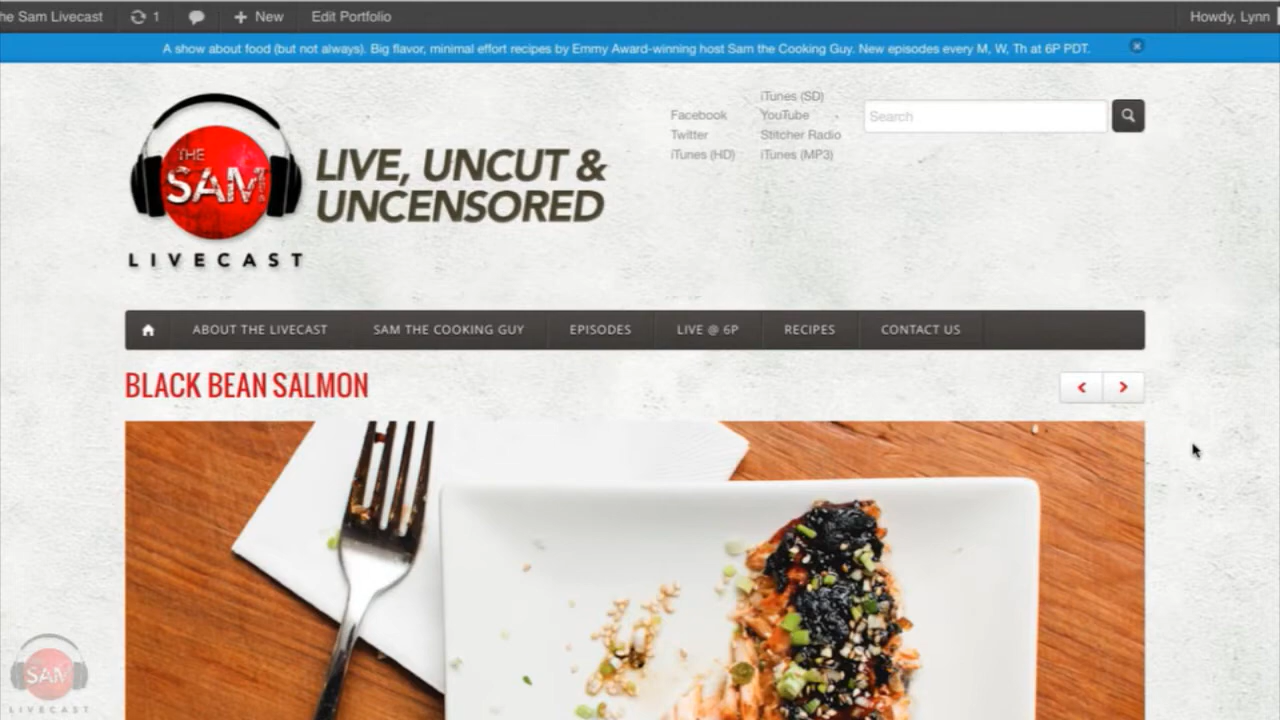 he Sam Livecast 1 New Edit Portfolio Howdy, Lynn
A show about food (but not always). Big flavor, minimal effort recipes by Emmy Award-winning host Sam the Cooking Guy. New episodes every M, W, Th at 6P PDT.
THE
SAM
LIVECAST
LIVE, UNCUT &
UNCENSORED
Facebook
Twitter
iTunes (HD)
iTunes (SD)
YouTube
Stitcher Radio
iTunes (MP3)
Search
ABOUT THE LIVECAST SAM THE COOKING GUY EPISODES LIVE @ 6P RECIPES CONTACT US
BLACK BEAN SALMON
SAM
LIVECAST